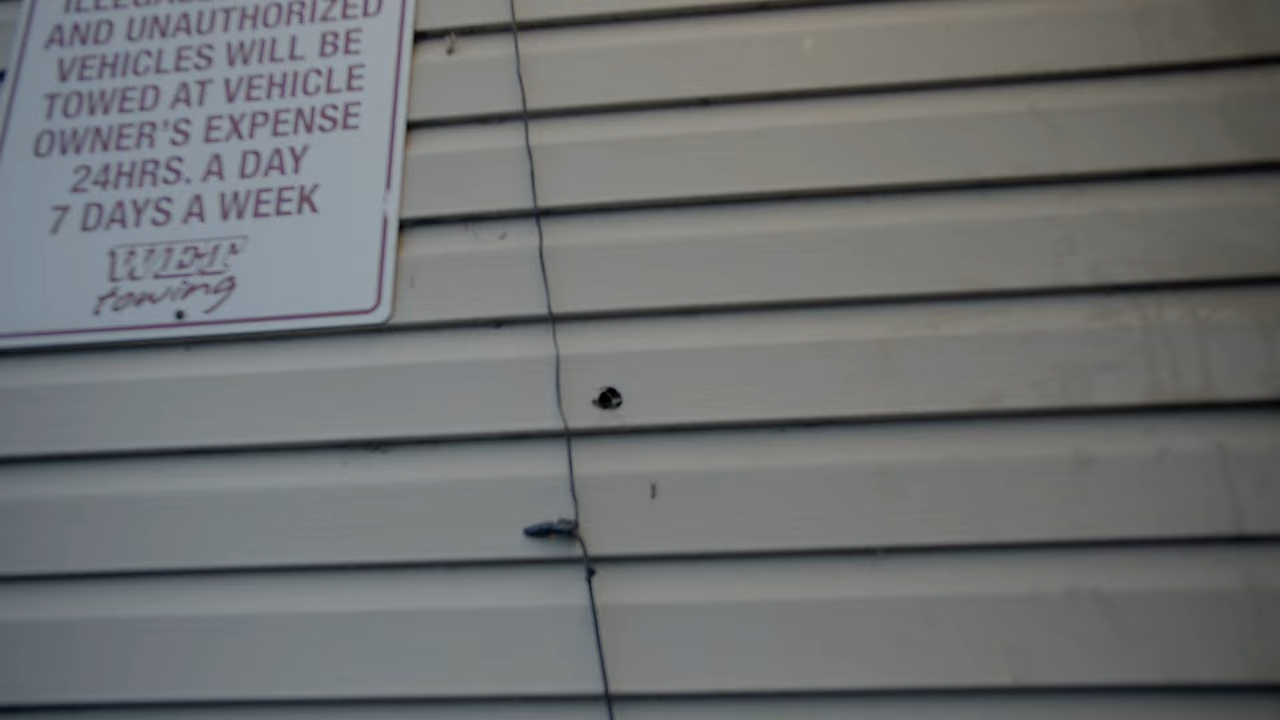 AND UNAUTHORIZED
VEHICLES WILL BE
TOWED AT VEHICLE
OWNER'S EXPENSE
24HRS. A DAY
7 DAYS A WEEK
towing